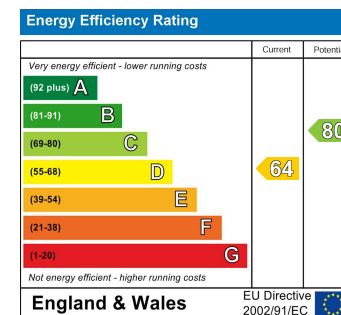 Energy Efficiency Rating
Current Potenti
Very energy efficient - lower running costs
(92 plus) A
(81-91) B
(69-80) C
(55-68) D
(39-54) E
(21-38) F
(1-20) G
64
80
Not energy efficient - higher running costs
England & Wales
EU Directive
2002/91/EC